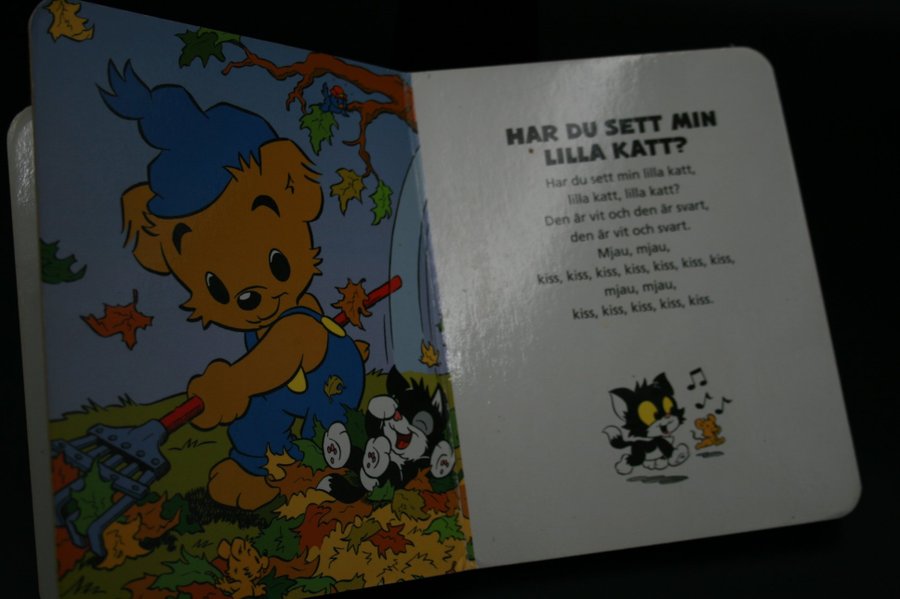 HAR DU SETT MIN
LILLA KATT?
Har du sett min lilla katt,
lilla katt, lilla katt?
Den är vit och den är svart,
den är vit och svart.
Mjau, mjau,
kiss, kiss, kiss, kiss, kiss, kiss, kiss,
mjau, mjau,
kiss, kiss, kiss, kiss, kiss.